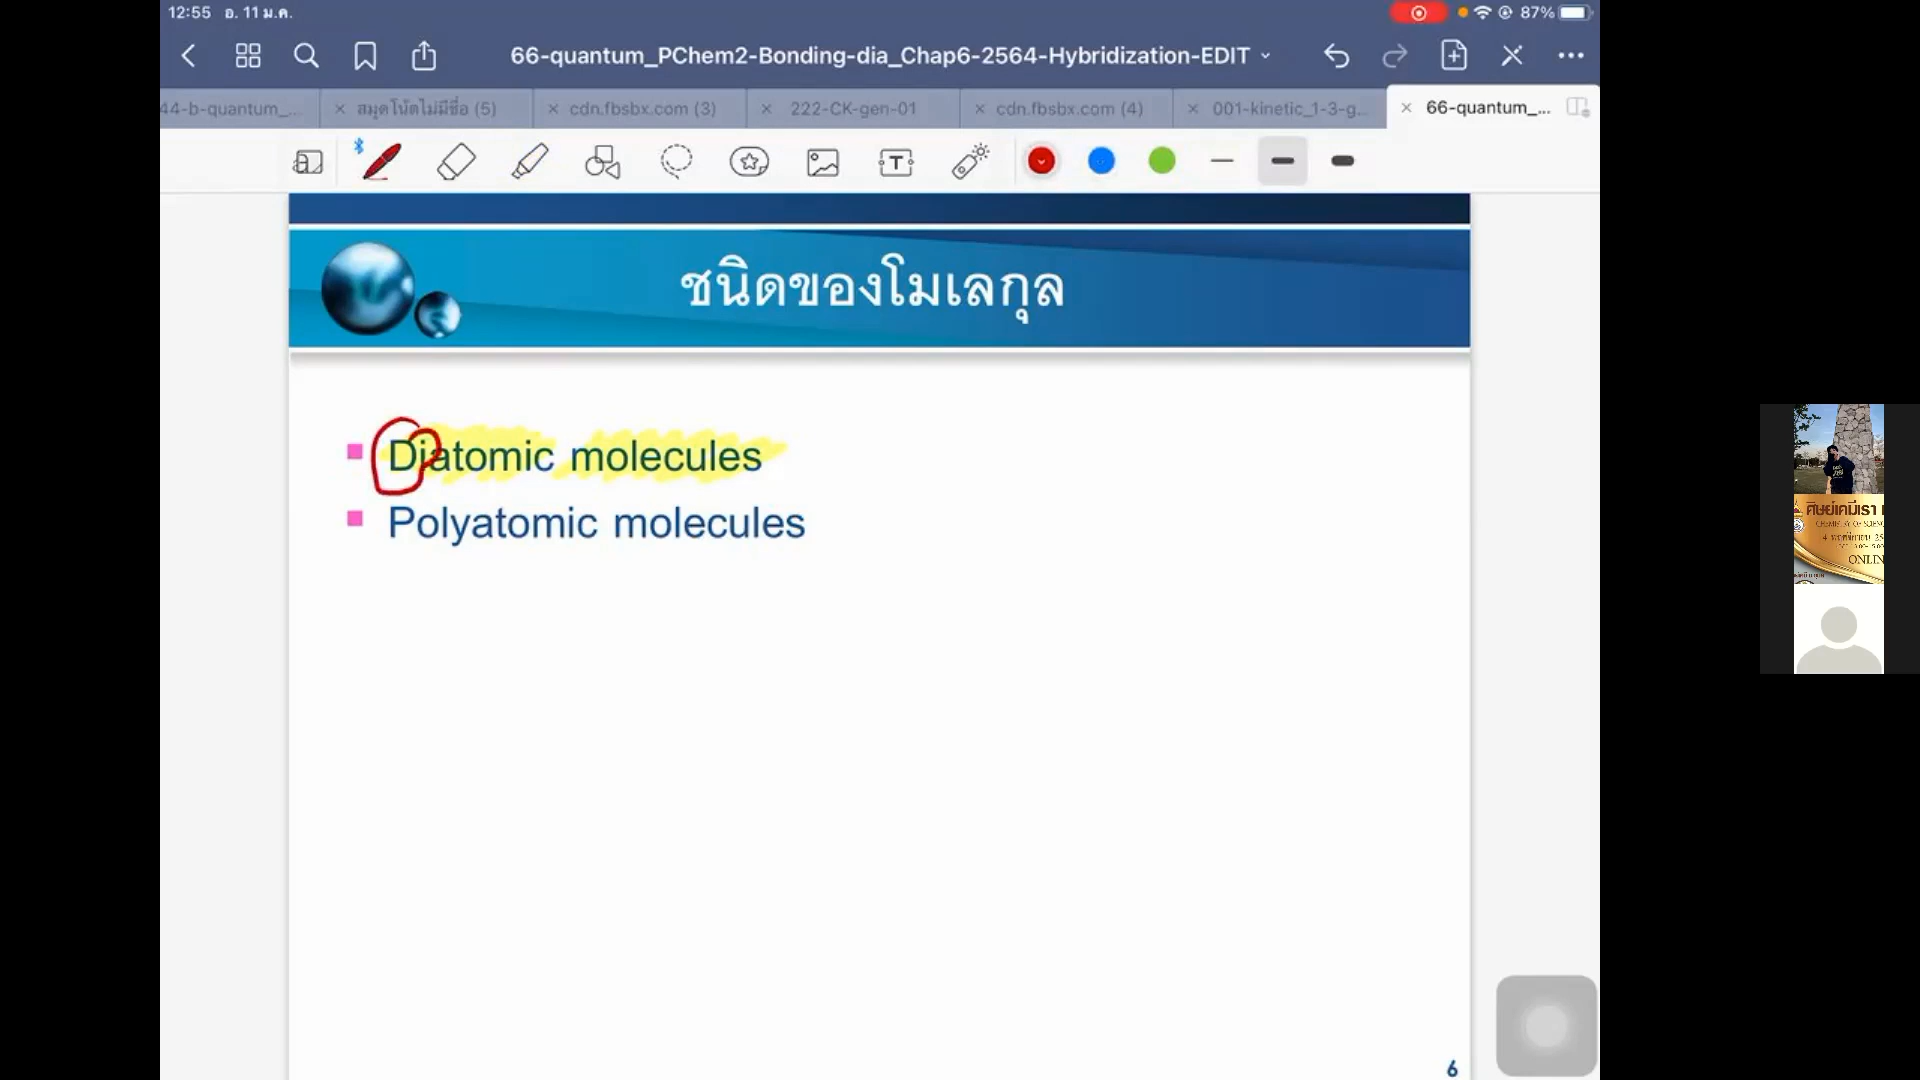 12:55 อ. 11 ม.ค.
87%
66-quantum_PChem2-Bonding-dia_Chap6-2564-Hybridization-EDIT
44-b-quantum_...
สมุดโน้ตไม่มีชื่อ (5)
cdn.fbsbx.com (3)
222-CK-gen-01
cdn.fbsbx.com (4)
001-kinetic_1-3-g...
66-quantum_...
ชนิดของโมเลกุล
Diatomic molecules
Polyatomic molecules
6
ศิษย์เคมีเรา
ONLIN